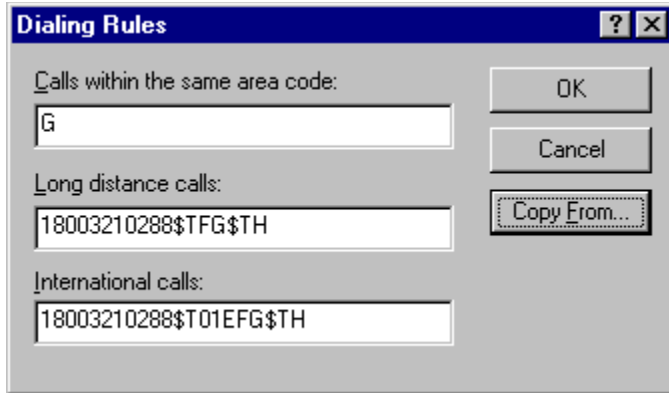 Dialing Rules
Calls within the same area code:
G
Long distance calls:
18003210288$TFG$TH
International calls:
18003210288$T01EFG$TH
OK
Cancel
Copy From...